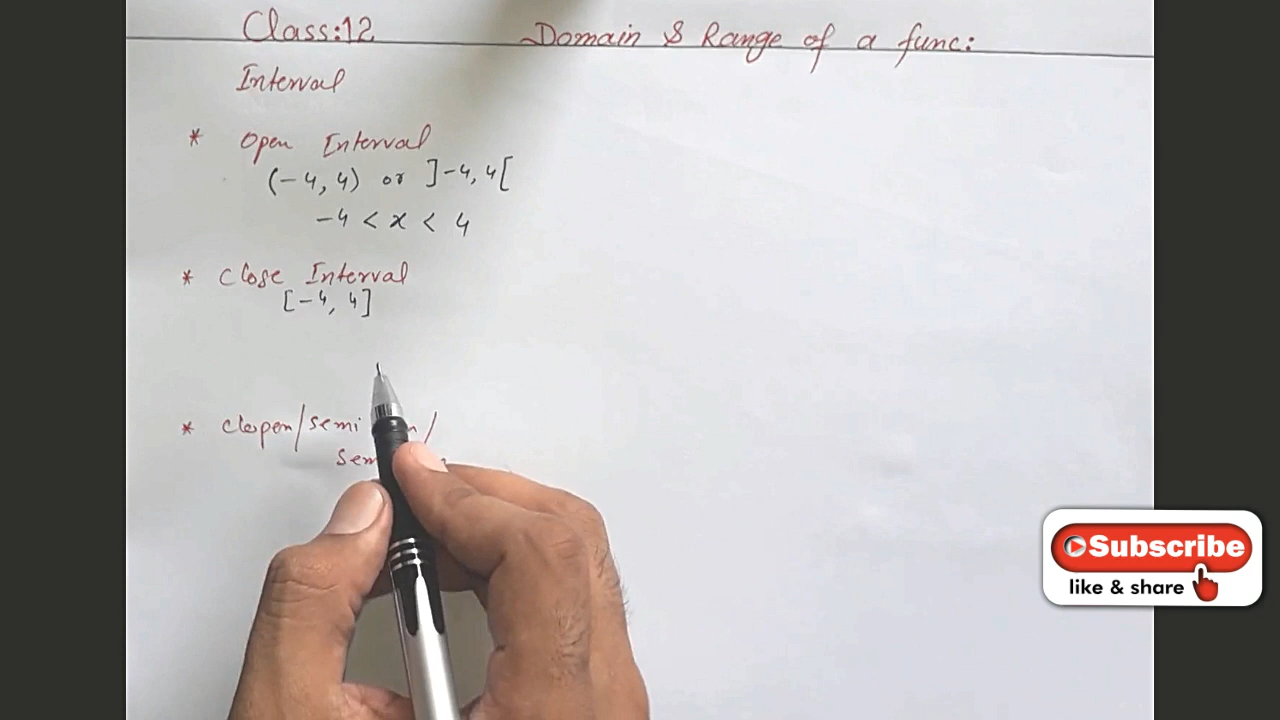 Class:12 Domain & Range of a func:
Interval
* Open Interval
(-4, 4) or ]-4, 4[
-4 < x < 4
* Close Interval
[-4, 4]
* Clopen/semi
Subscribe
like & share